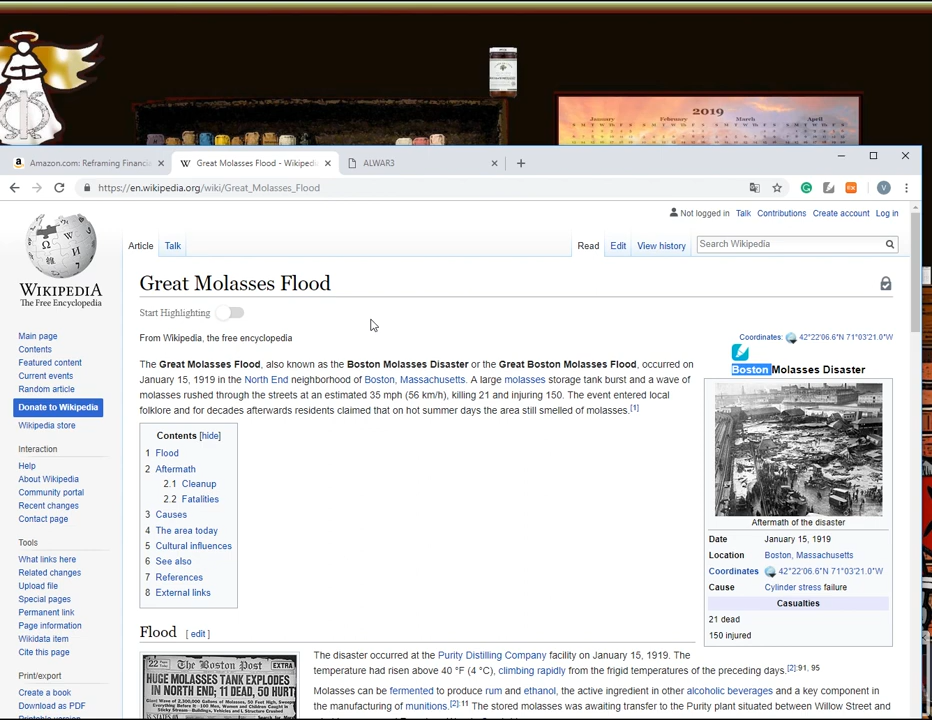 2019
January February March April
Amazon.com: Reframing Financi
Great Molasses Flood - Wikipedi
ALWAR3
https://en.wikipedia.org/wiki/Great_Molasses_Flood
V
Not logged in Talk Contributions Create account Log in
Article Talk Read Edit View history Search Wikipedia
WIKIPEDIA
The Free Encyclopedia
Main page
Contents
Featured content
Current events
Random article
Donate to Wikipedia
Wikipedia store
Interaction
Help
About Wikipedia
Community portal
Recent changes
Contact page
Tools
What links here
Related changes
Upload file
Special pages
Permanent link
Page information
Wikidata item
Cite this page
Print/export
Create a book
Download as PDF
Printable version
Great Molasses Flood
Start Highlighting
From Wikipedia, the free encyclopedia
Coordinates: 42°22′06.6″N 71°03′21.0″W
The Great Molasses Flood, also known as the Boston Molasses Disaster or the Great Boston Molasses Flood, occurred on
January 15, 1919 in the North End neighborhood of Boston, Massachusetts. A large molasses storage tank burst and a wave of
molasses rushed through the streets at an estimated 35 mph (56 km/h), killing 21 and injuring 150. The event entered local
folklore and for decades afterwards residents claimed that on hot summer days the area still smelled of molasses.[1]
Contents [hide]
1 Flood
2 Aftermath
2.1 Cleanup
2.2 Fatalities
3 Causes
4 The area today
5 Cultural influences
6 See also
7 References
8 External links
Boston Molasses Disaster
Aftermath of the disaster
Date January 15, 1919
Location Boston, Massachusetts
Coordinates 42°22′06.6″N 71°03′21.0″W
Cause Cylinder stress failure
Casualties
21 dead
150 injured
Flood [ edit ]
22 The Boston Post EXTRA
HUGE MOLASSES TANK EXPLODES
IN NORTH END; 11 DEAD, 50 HURT
The disaster occurred at the Purity Distilling Company facility on January 15, 1919. The
temperature had risen above 40 °F (4 °C), climbing rapidly from the frigid temperatures of the preceding days.[2]:91, 95
Molasses can be fermented to produce rum and ethanol, the active ingredient in other alcoholic beverages and a key component in
the manufacturing of munitions.[2]:11 The stored molasses was awaiting transfer to the Purity plant situated between Willow Street and